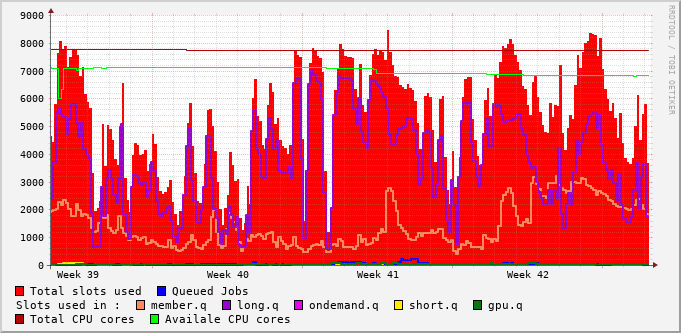 9000
8000
7000
6000
5000
4000
3000
2000
1000
0
Week 39 Week 40 Week 41 Week 42
RRDTOOL / TOBI OETIKER
Total slots used Queued Jobs
Slots used in : member.q long.q ondemand.q short.q gpu.q
Total CPU cores Availale CPU cores